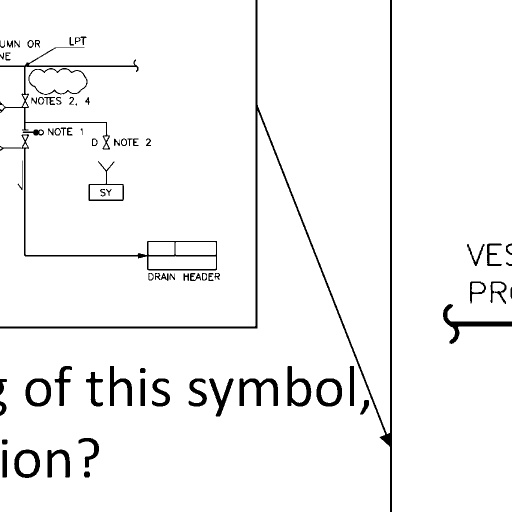 UMN OR
NE
LPT
NOTES 2, 4
NOTE 1
D
NOTE 2
SY
DRAIN HEADER
VES
PRO
g of this symbol,
ion?